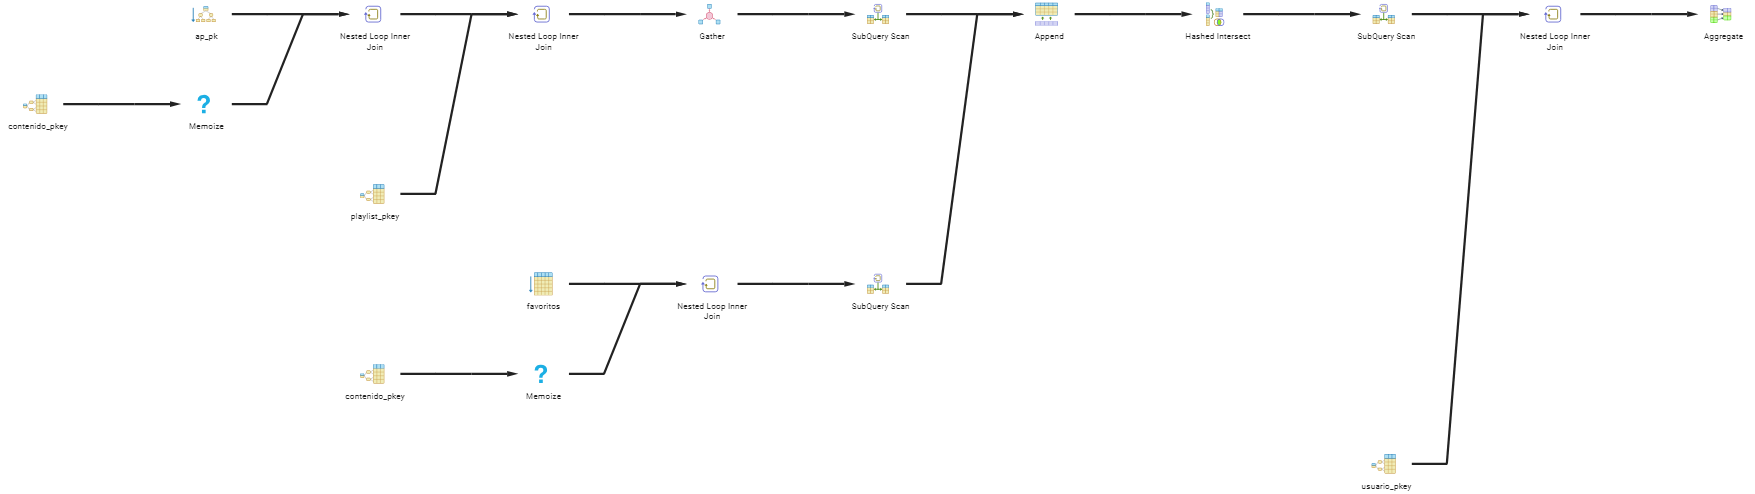 ap_pk
Nested Loop Inner
Join
Nested Loop Inner
Join
Gather
SubQuery Scan
Append
Hashed Intersect
SubQuery Scan
Nested Loop Inner
Join
Aggregate
contenido_pkey
?
Memoize
playlist_pkey
favoritos
Nested Loop Inner
Join
SubQuery Scan
contenido_pkey
?
Memoize
usuario_pkey